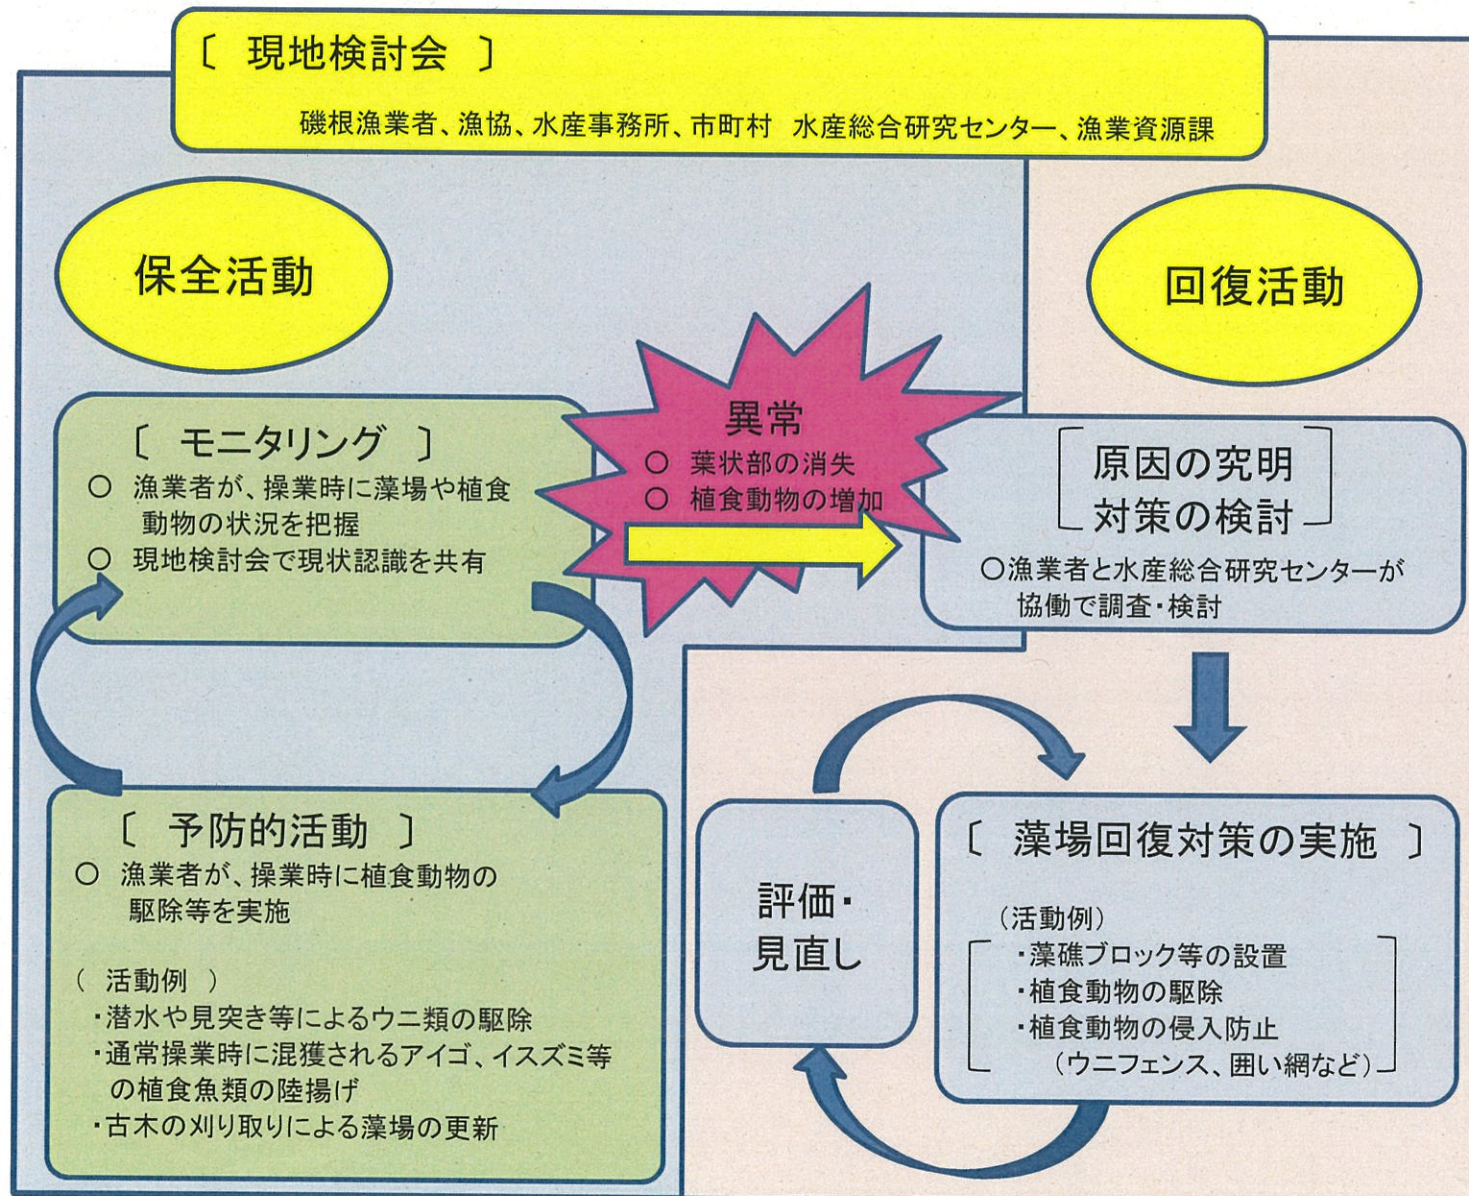 〔 現地検討会 〕
磯根漁業者、漁協、水産事務所、市町村 水産総合研究センター、漁業資源課
保全活動
回復活動
〔 モニタリング 〕
○ 漁業者が、操業時に藻場や植食
動物の状況を把握
○ 現地検討会で現状認識を共有
異常
○ 葉状部の消失
○ 植食動物の増加
原因の究明
対策の検討
○漁業者と水産総合研究センターが
協働で調査・検討
〔 予防的活動 〕
○ 漁業者が、操業時に植食動物の
駆除等を実施
( 活動例 )
・潜水や見突き等によるウニ類の駆除
・通常操業時に混獲されるアイゴ、イスズミ等
の植食魚類の陸揚げ
・古木の刈り取りによる藻場の更新
評価・
見直し
〔 藻場回復対策の実施 〕
(活動例)
・藻礁ブロック等の設置
・植食動物の駆除
・植食動物の侵入防止
(ウニフェンス、囲い網など)